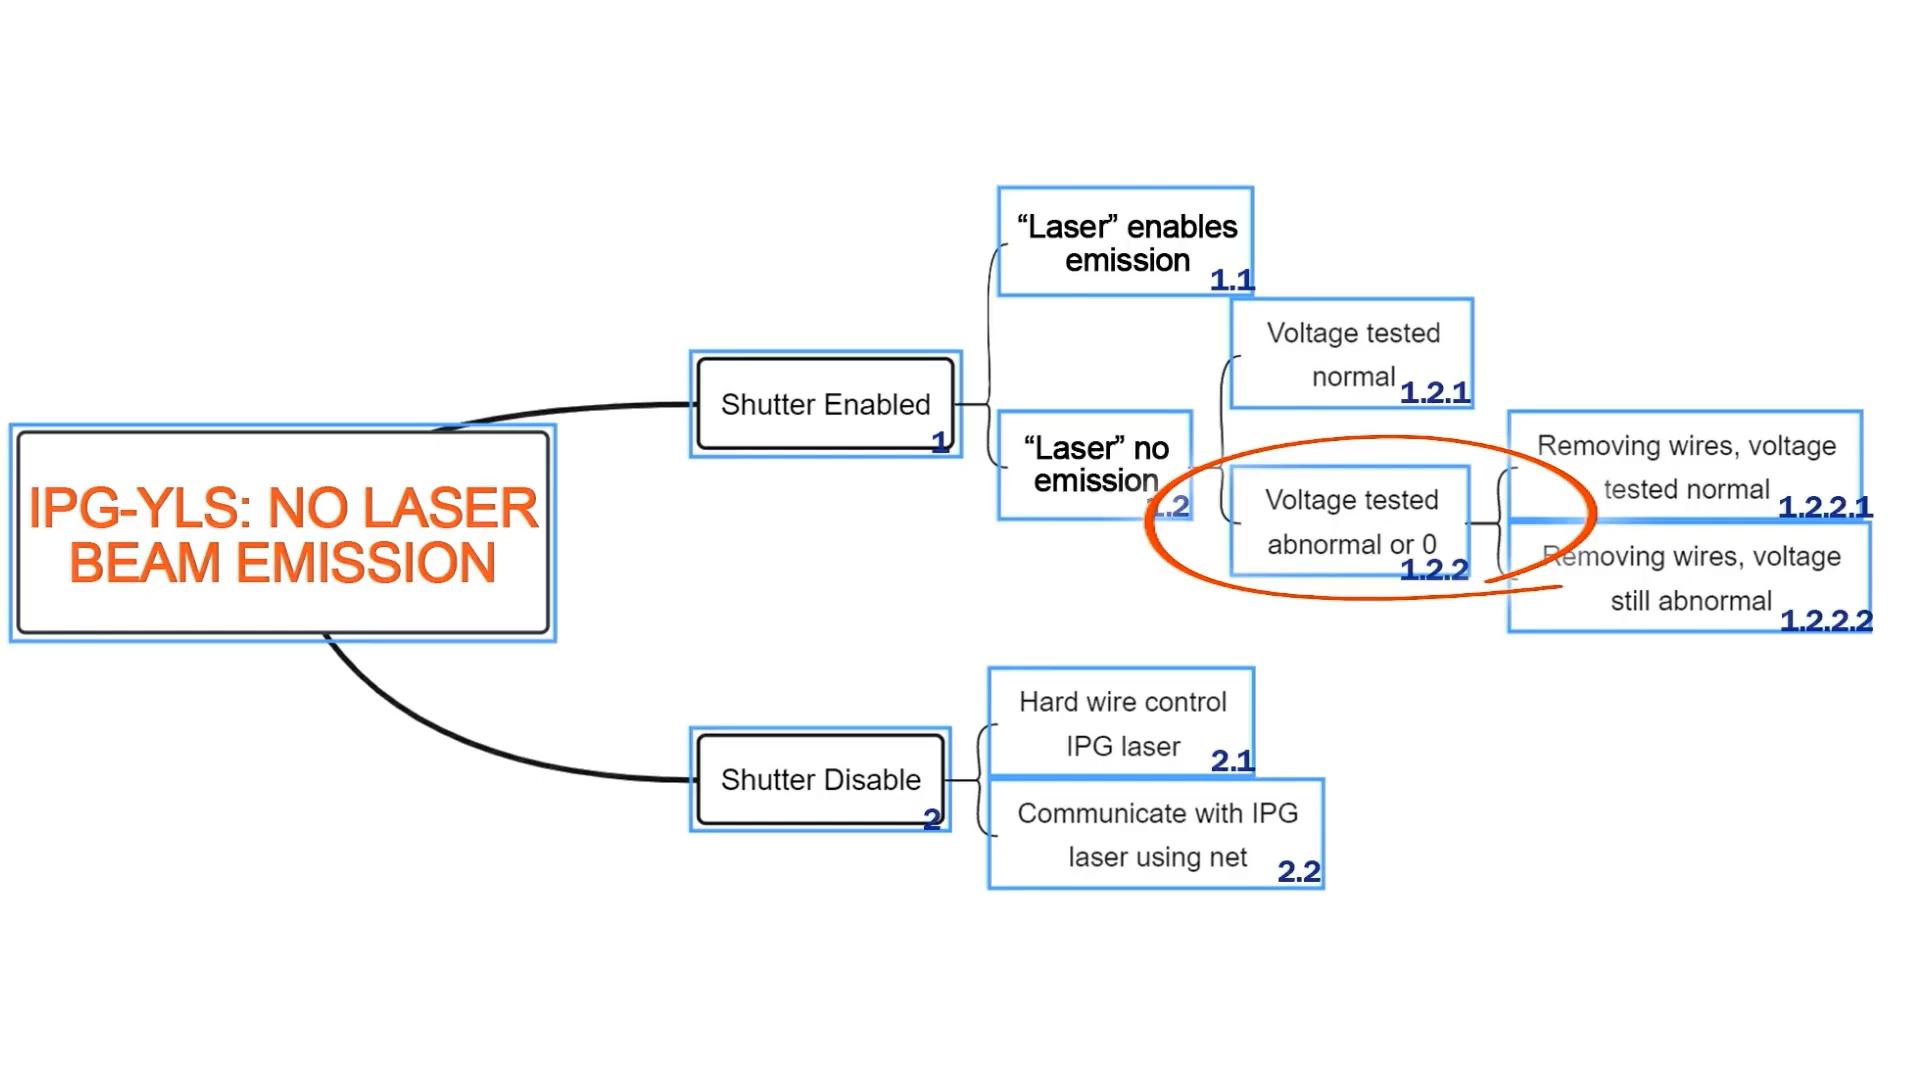 IPG-YLS: NO LASER
BEAM EMISSION
Shutter Enabled
1
“Laser” enables
emission
1.1
“Laser” no
emission
1.2
Voltage tested
normal
1.2.1
Voltage tested
abnormal or 0
1.2.2
Removing wires, voltage
tested normal
1.2.2.1
Removing wires, voltage
still abnormal
1.2.2.2
Shutter Disable
2
Hard wire control
IPG laser
2.1
Communicate with IPG
laser using net
2.2